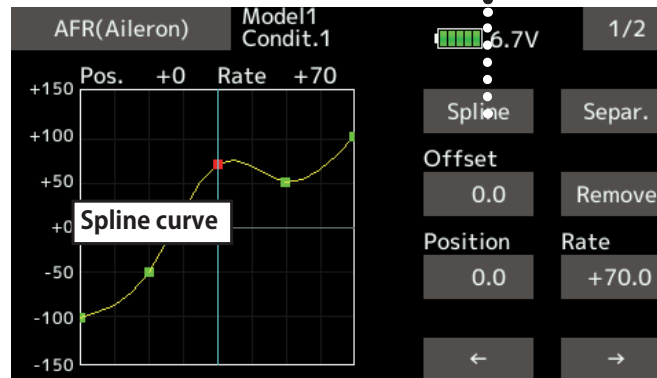 AFR(Aileron)
Model1
Condit.1
6.7V
1/2
Pos. +0 Rate +70
+150
+100
+50
+0
-50
-100
-150
Spline curve
Spline
Separ.
Offset
0.0
Remove
Position
Rate
0.0
+70.0
←
→